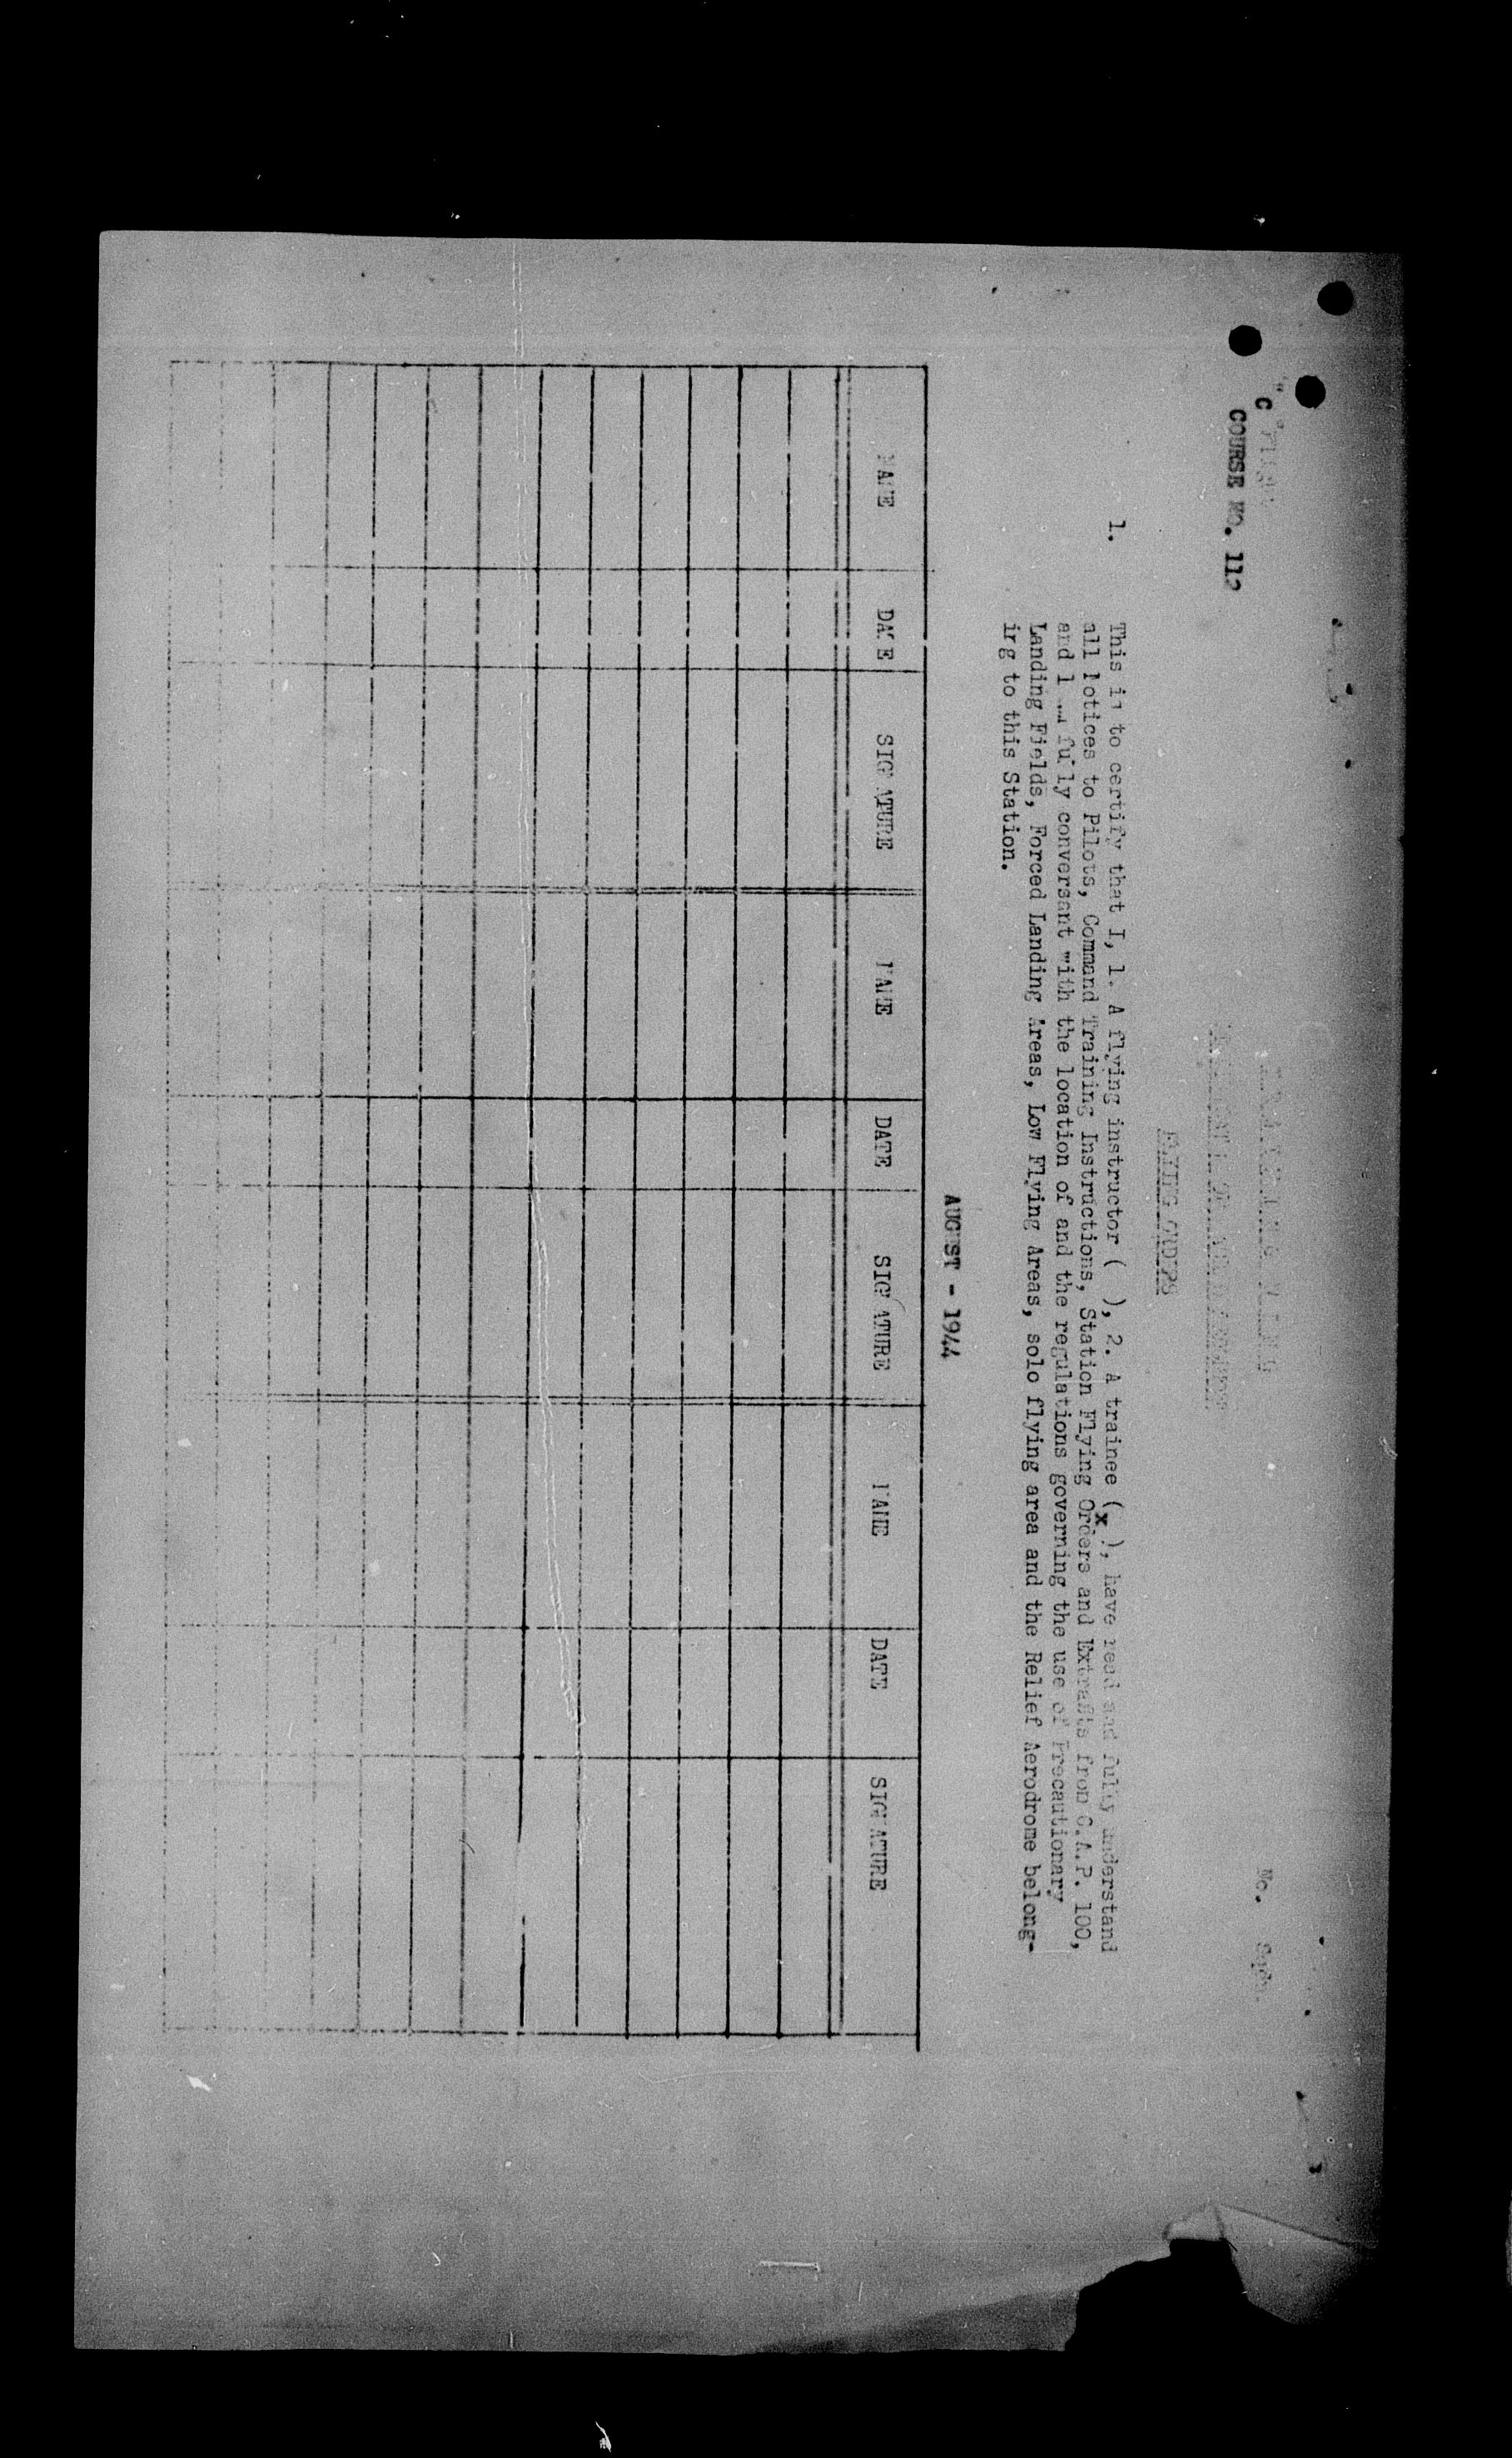 "C" FLIGHT
COURSE NO. 112
No.
FLYING ORDERS
1. This is to certify that I, 1. A flying instructor ( ), 2. A trainee (x ), have read and fully understand
all Notices to Pilots, Command Training Instructions, Station Flying Orders and Extracts from C.A.P. 100,
and I am fully conversant with the location of and the regulations governing the use of Precautionary
Landing Fields, Forced Landing Areas, Low Flying Areas, solo flying area and the Relief Aerodrome belong-
ing to this Station.
AUGUST - 1944
NAME DATE SIGNATURE NAME DATE SIGNATURE NAME DATE SIGNATURE